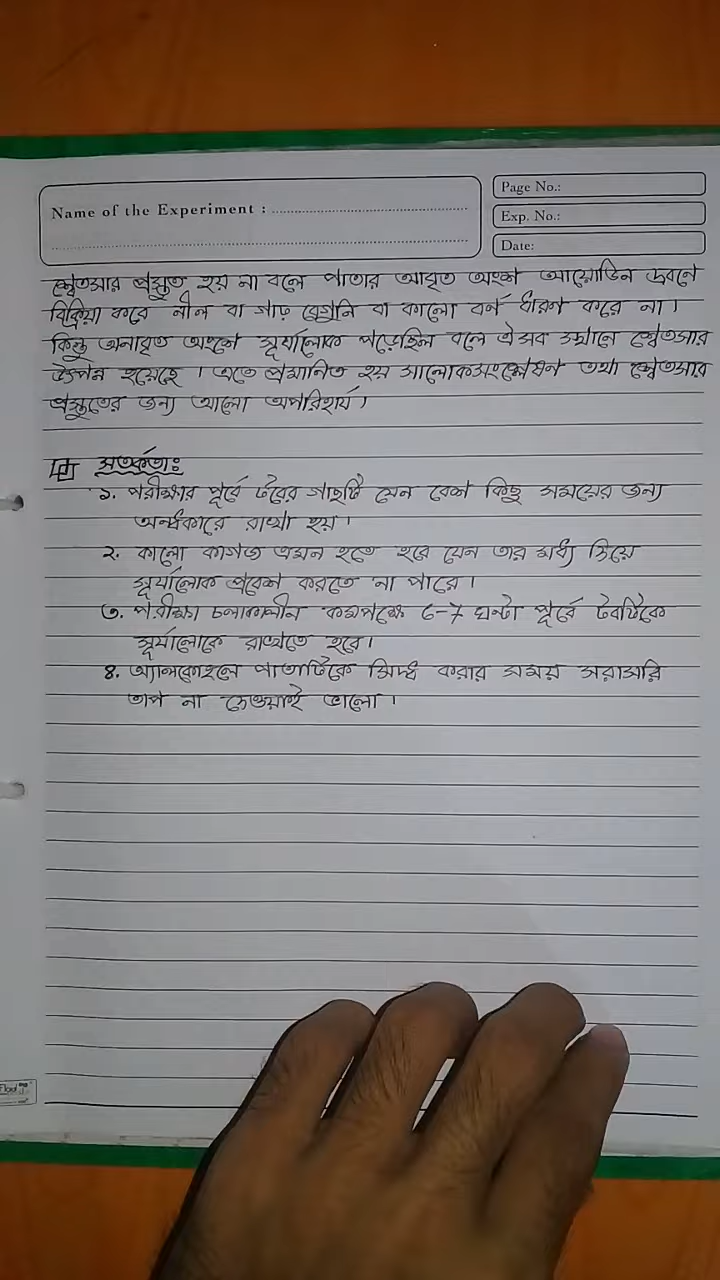 Name of the Experiment :
Page No.:
Exp. No.:
Date:
শ্বেতসার প্রস্তুত হয় না বলে পাতার আবৃত অংশ আয়োডিন দ্রবণে
বিক্রিয়া করে নীল বা গাঢ় বেগুনি বা কালো বর্ণ ধারণ করে না।
কিন্তু অনাবৃত অংশে সূর্যালোক পড়েছিল বলে ঐসব স্থানে শ্বেতসার
উৎপন্ন হয়েছে। এতে প্রমানিত হয় সালোকসংশ্লেষন তথা শ্বেতসার
প্রস্তুতের জন্য আলো অপরিহার্য।
সতর্কতাঃ
১. পরীক্ষার পূর্বে টবের গাছটি যেন বেশ কিছু সময়ের জন্য
অন্ধকারে রাখা হয়।
২. কালো কাগজ এমন হতে হবে যেন তার মধ্য দিয়ে
সূর্যালোক প্রবেশ করতে না পারে।
৩. পরীক্ষা চলাকালীন কমপক্ষে ৬-৭ ঘন্টা পূর্বে টবটিকে
সূর্যালোকে রাখতে হবে।
৪. অ্যালকোহলে পাতাটিকে সিদ্ধ করার সময় সরাসরি
তাপ না দেওয়াই ভালো।